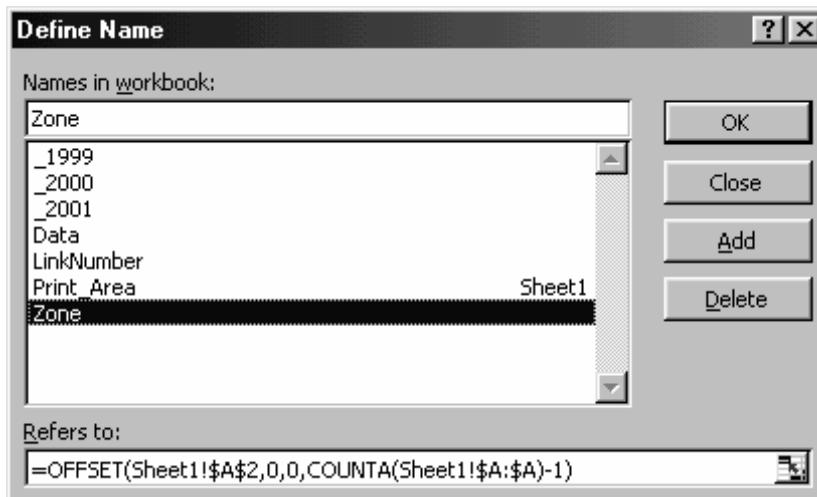 Define Name
Names in workbook:
Zone
OK
_1999
_2000
Close
_2001
Data
Add
LinkNumber
Print_Area Sheet1
Delete
Zone
Refers to:
=OFFSET(Sheet1!$A$2,0,0,COUNTA(Sheet1!$A:$A)-1)